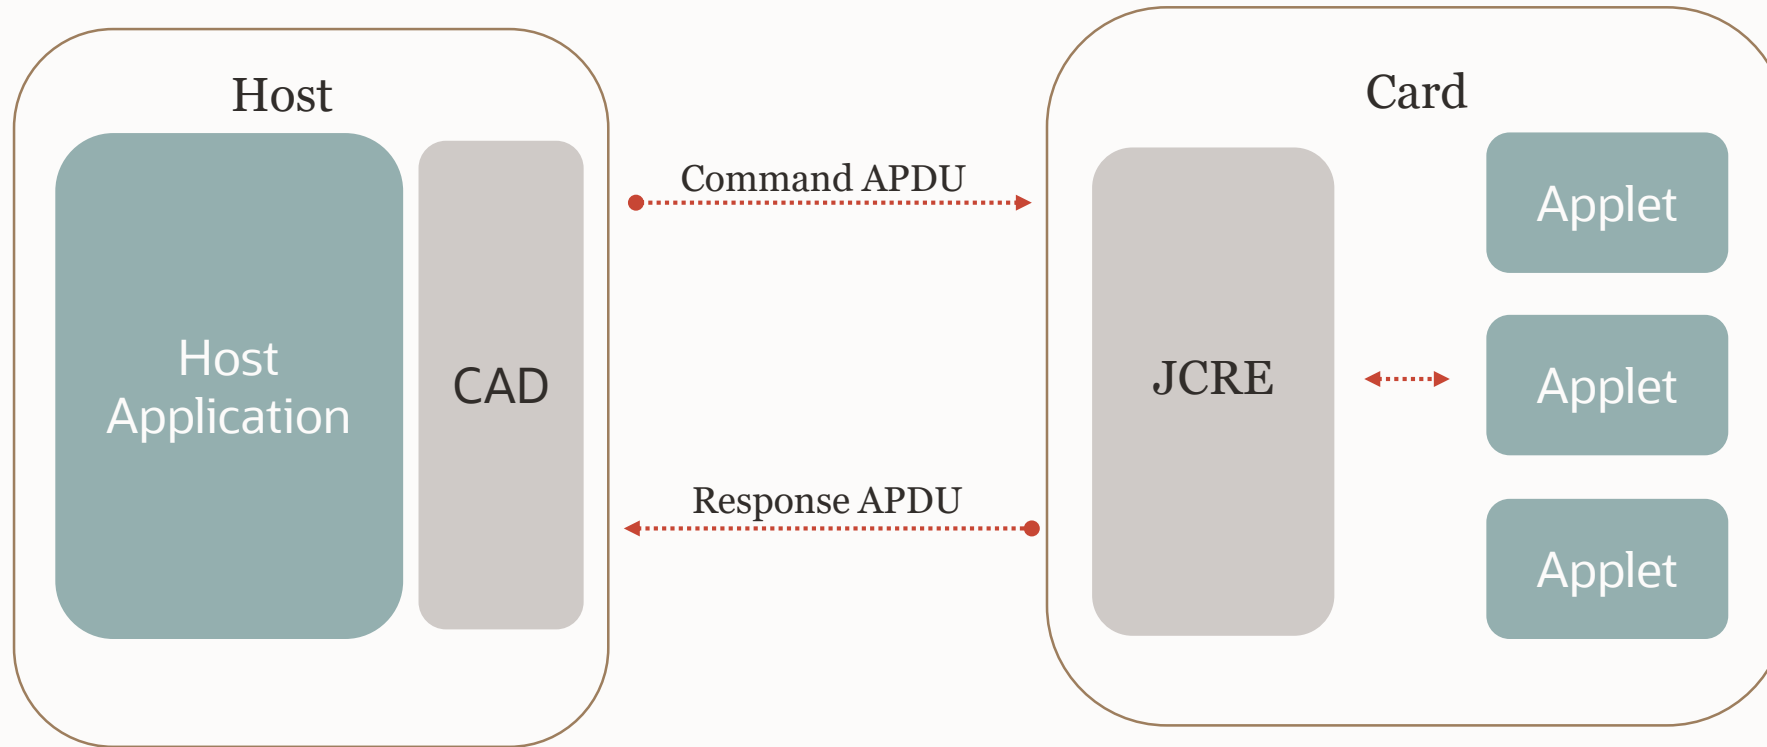 Host
Host
Application
CAD
Command APDU
Response APDU
Card
JCRE
Applet
Applet
Applet